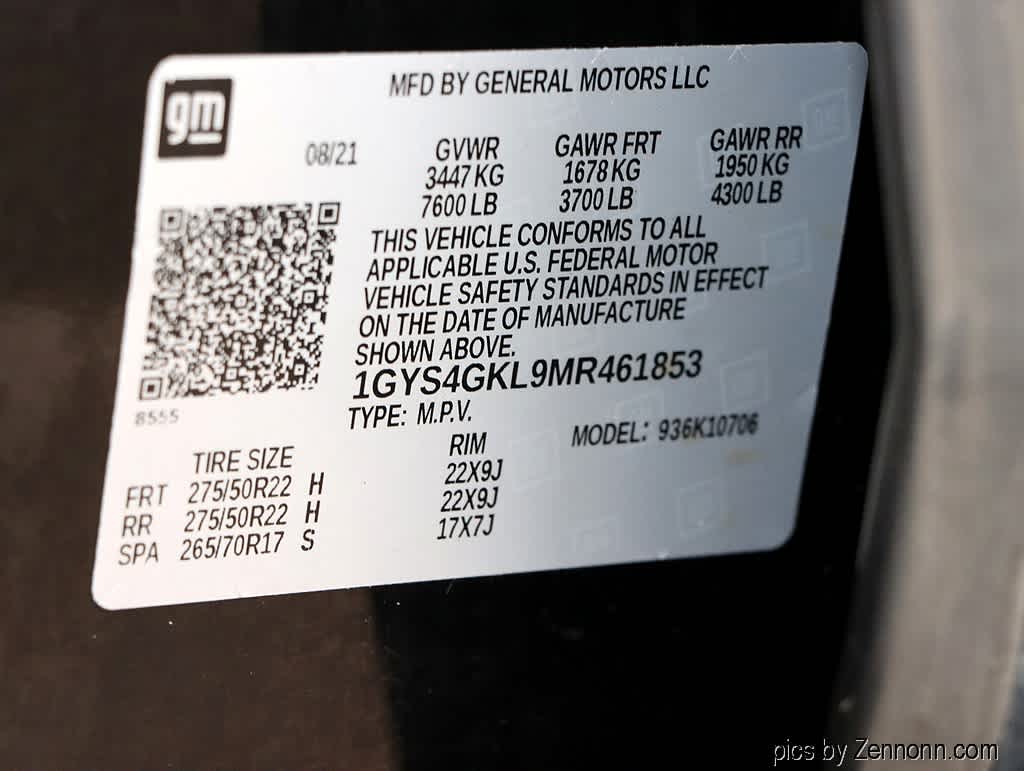 gm
MFD BY GENERAL MOTORS LLC
08/21 GVWR GAWR FRT GAWR RR
3447 KG 1678 KG 1950 KG
7600 LB 3700 LB 4300 LB
THIS VEHICLE CONFORMS TO ALL
APPLICABLE U.S. FEDERAL MOTOR
VEHICLE SAFETY STANDARDS IN EFFECT
ON THE DATE OF MANUFACTURE
SHOWN ABOVE.
1GYS4GKL9MR461853
8555
TYPE: M.P.V.
MODEL: 936K10706
TIRE SIZE RIM
FRT 275/50R22 H 22X9J
RR 275/50R22 H 22X9J
SPA 265/70R17 S 17X7J
pics by Zennonn.com